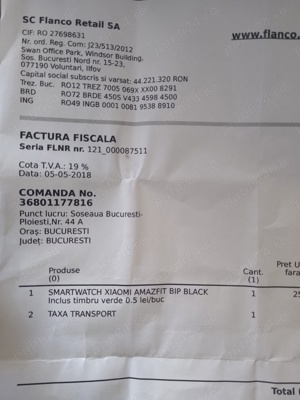 SC Flanco Retail SA
CIF: RO 27698631
Nr. ord. Reg. Com: J23/513/2012
Swan Office Park, Windsor Building.
Sos. Bucuresti Nord nr. 15-23,
077190 Voluntari, Ilfov
Capital social subscris si varsat: 44.221.320 RON
Trez. Buc. RO12 TREZ 7005 069X XX00 8291
BRD RO72 BRDE 450S V433 4598 4500
ING RO49 INGB 0001 0081 9538 8910
www.flanco.
FACTURA FISCALA
Seria FLNR nr. 121_000087511
Cota T.V.A.: 19 %
Data: 05-05-2018
COMANDA No.
36801177816
Punct lucru: Soseaua Bucuresti-
Ploiesti,Nr. 44 A
Oraș: BUCURESTI
Județ: BUCURESTI
Produse
(0)
Cant.
(1)
Pret U
fara
1 SMARTWATCH XIAOMI AMAZFIT BIP BLACK 1 25
Inclus timbru verde 0.5 lei/buc
2 TAXA TRANSPORT 1
Total